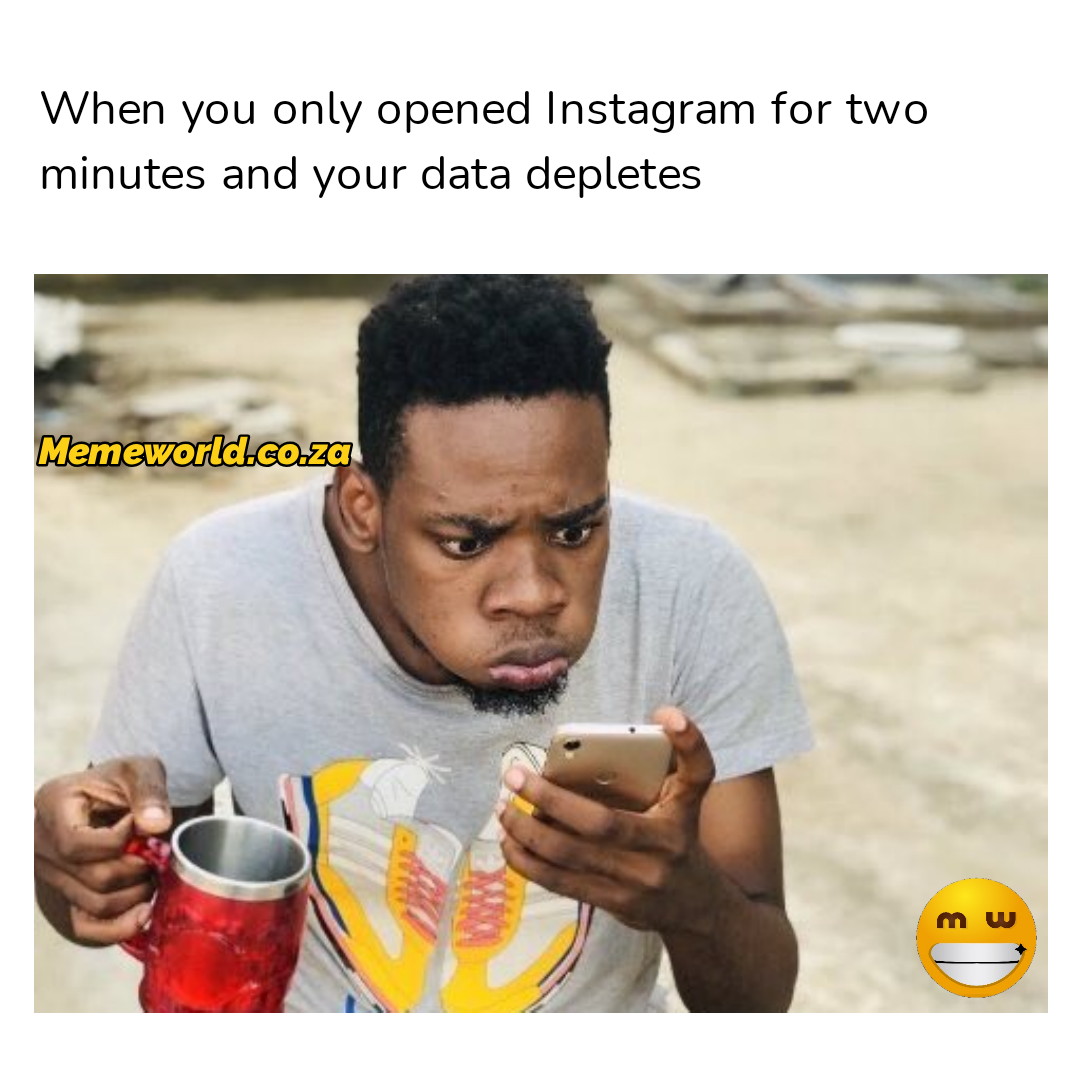 When you only opened Instagram for two
minutes and your data depletes
Memeworld.co.za
m w